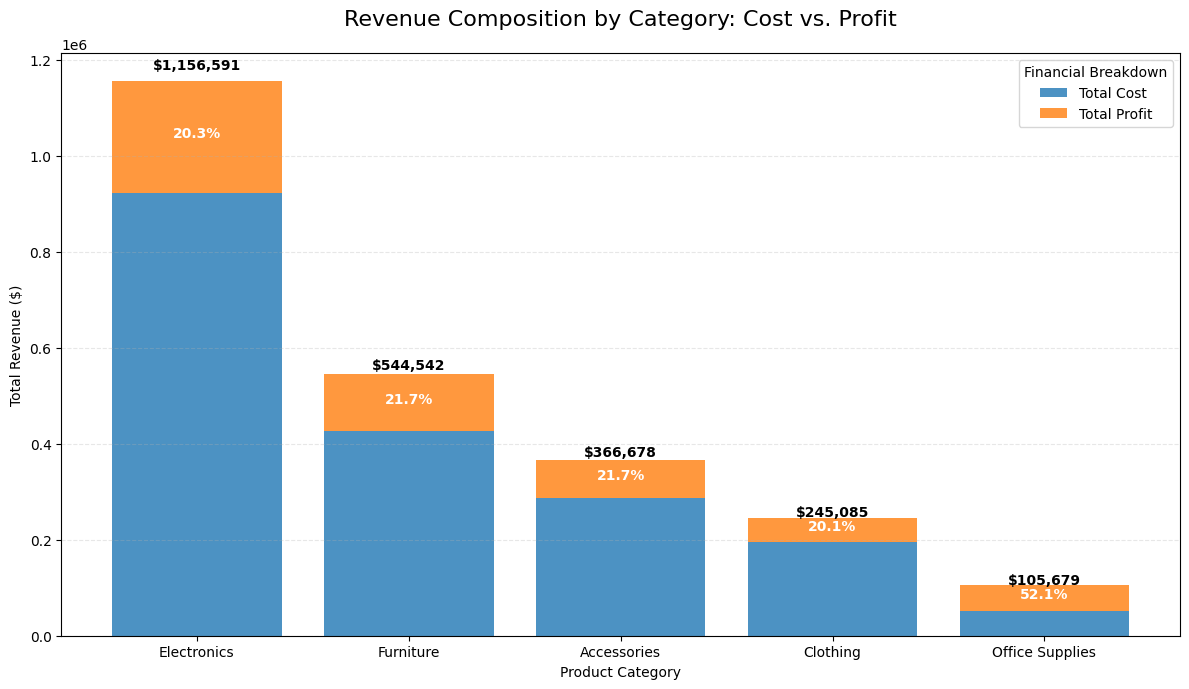 Revenue Composition by Category: Cost vs. Profit
1e6
1.2
1.0
0.8
0.6
0.4
0.2
0.0
Total Revenue ($)
$1,156,591
20.3%
$544,542
21.7%
$366,678
21.7%
$245,085
20.1%
$105,679
52.1%
Financial Breakdown
Total Cost
Total Profit
Electronics
Furniture
Accessories
Clothing
Office Supplies
Product Category